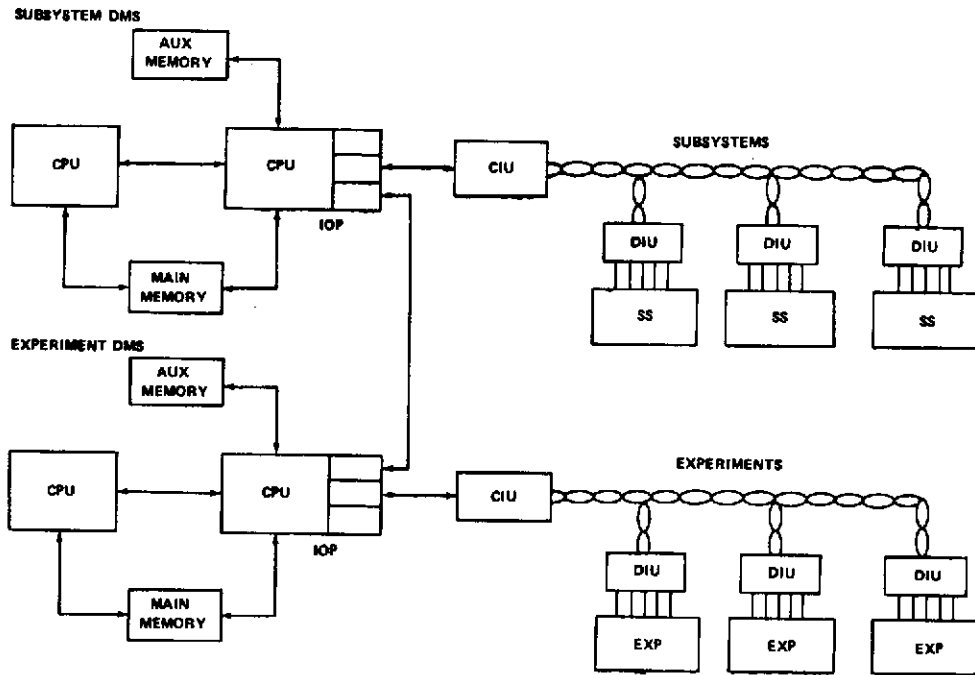 SUBSYSTEM DMS
AUX
MEMORY
CPU
CPU
IOP
MAIN
MEMORY
CIU
SUBSYSTEMS
DIU
DIU
DIU
SS
SS
SS
EXPERIMENT DMS
AUX
MEMORY
CPU
CPU
IOP
MAIN
MEMORY
CIU
EXPERIMENTS
DIU
DIU
DIU
EXP
EXP
EXP